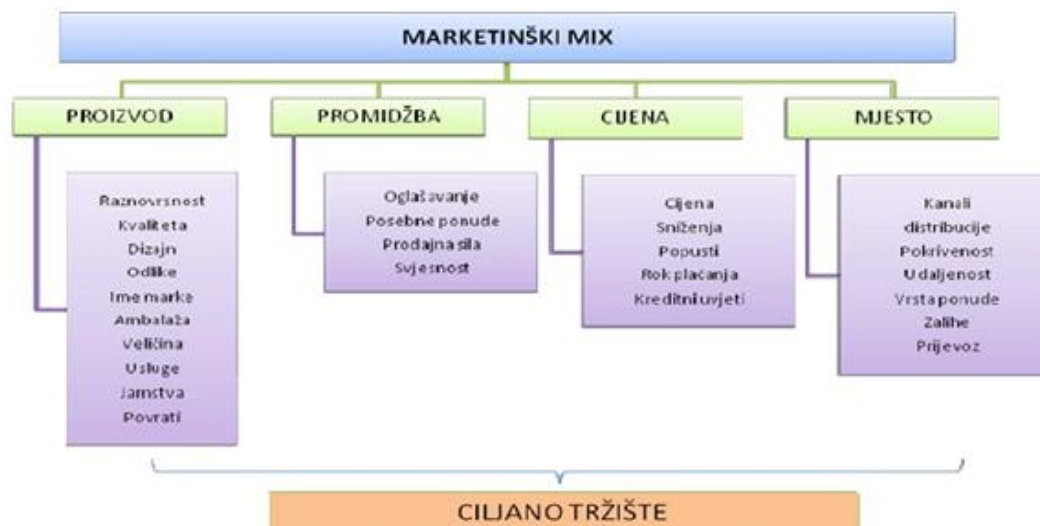 MARKETINŠKI MIX
PROIZVOD
Raznovrsnost
Kvaliteta
Dizajn
Odlike
Ime marke
Ambalaža
Veličina
Usluge
Jamstva
Povrati
PROMIDŽBA
Oglašavanje
Posebne ponude
Prodajna sila
Svjesnost
CIJENA
Cijena
Sniženja
Popusti
Rok plaćanja
Kreditni uvjeti
MJESTO
Kanali
distribucije
Pokrivenost
Udaljenost
Vrsta ponude
Zalihe
Prijevoz
CILJANO TRŽIŠTE